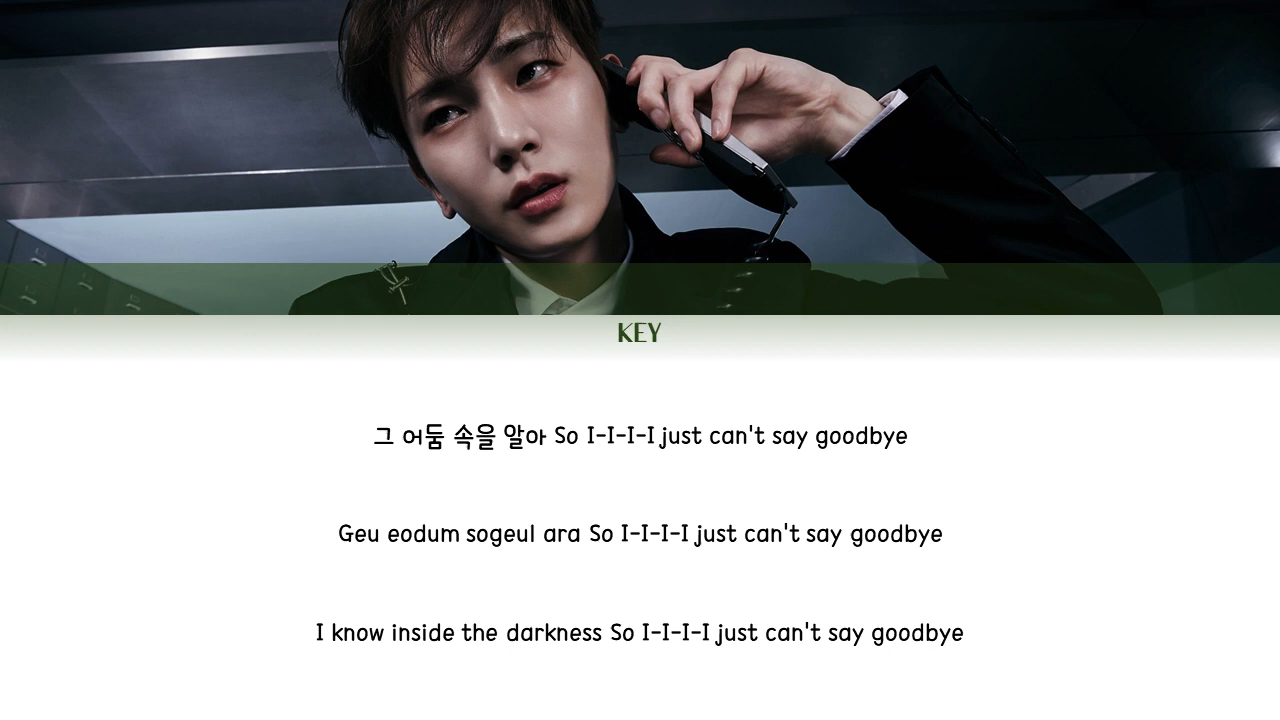 KEY
그 어둠 속을 알아 So I-I-I-I just can't say goodbye
Geu eodum sogeul ara So I-I-I-I just can't say goodbye
I know inside the darkness So I-I-I-I just can't say goodbye